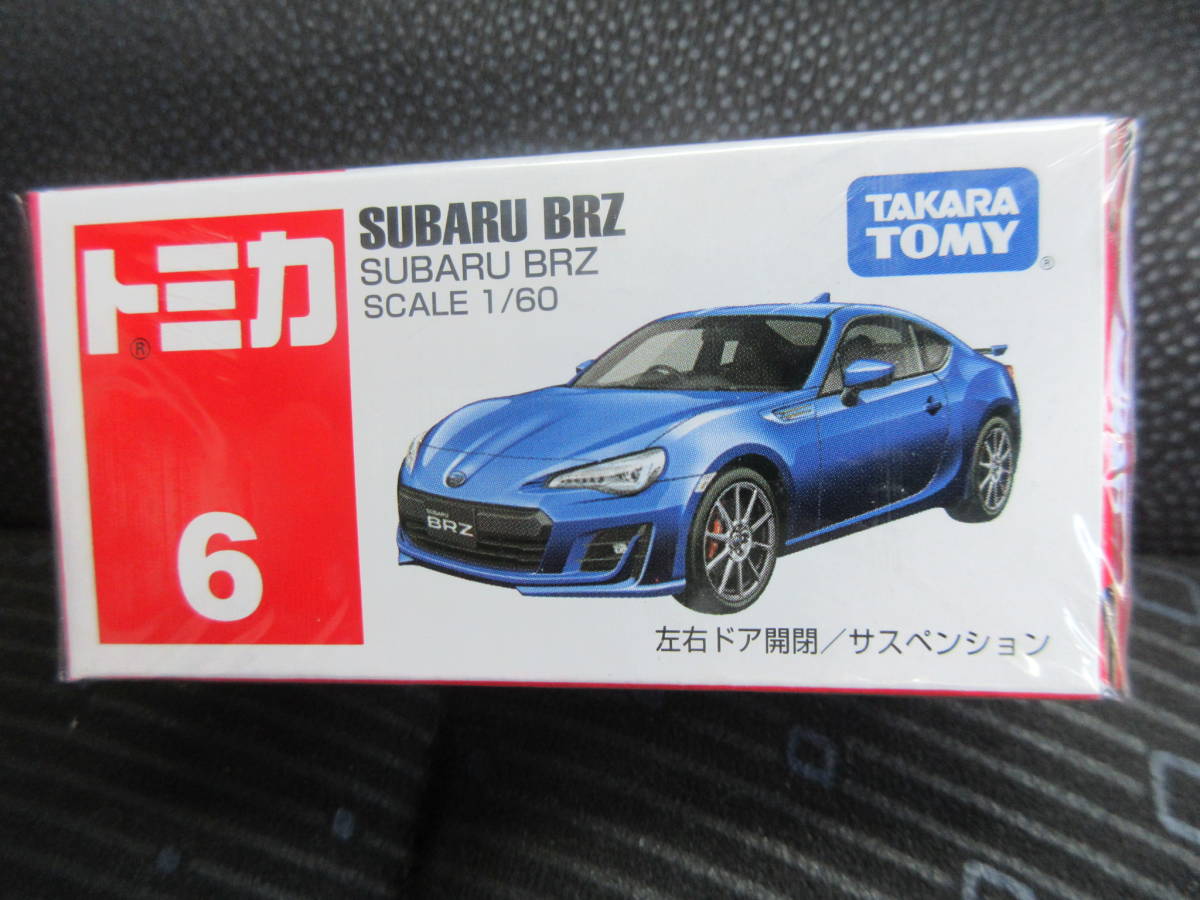 トミカ
®
6
SUBARU BRZ
SUBARU BRZ
SCALE 1/60
TAKARA
TOMY
®
SUBARU
BRZ
左右ドア開閉／サスペンション